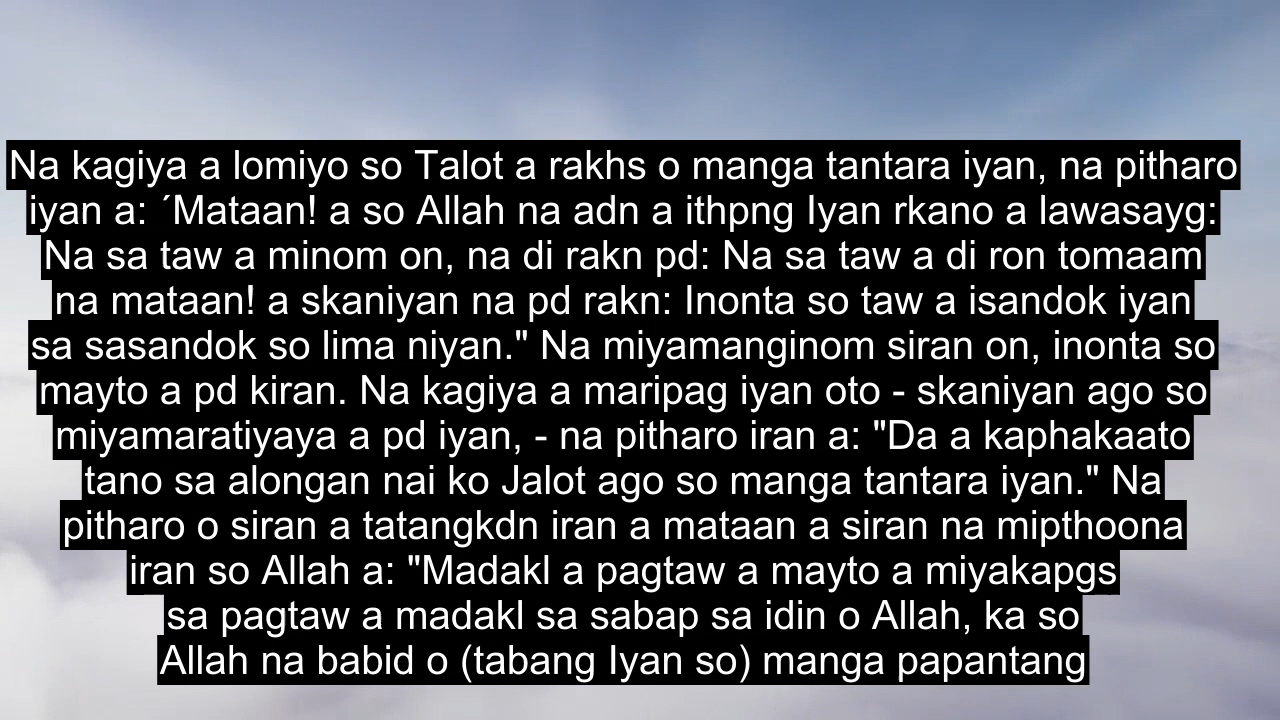 Na kagiya a lomiyo so Talot a rakhs o manga tantara iyan, na pitharo
iyan a: ´Mataan! a so Allah na adn a ithpng Iyan rkano a lawasayg:
Na sa taw a minom on, na di rakn pd: Na sa taw a di ron tomaam
na mataan! a skaniyan na pd rakn: Inonta so taw a isandok iyan
sa sasandok so lima niyan." Na miyamanginom siran on, inonta so
mayto a pd kiran. Na kagiya a maripag iyan oto - skaniyan ago so
miyamaratiyaya a pd iyan, - na pitharo iran a: "Da a kaphakaato
tano sa alongan nai ko Jalot ago so manga tantara iyan." Na
pitharo o siran a tatangkdn iran a mataan a siran na mipthoona
iran so Allah a: "Madakl a pagtaw a mayto a miyakapgs
sa pagtaw a madakl sa sabap sa idin o Allah, ka so
Allah na babid o (tabang Iyan so) manga papantang